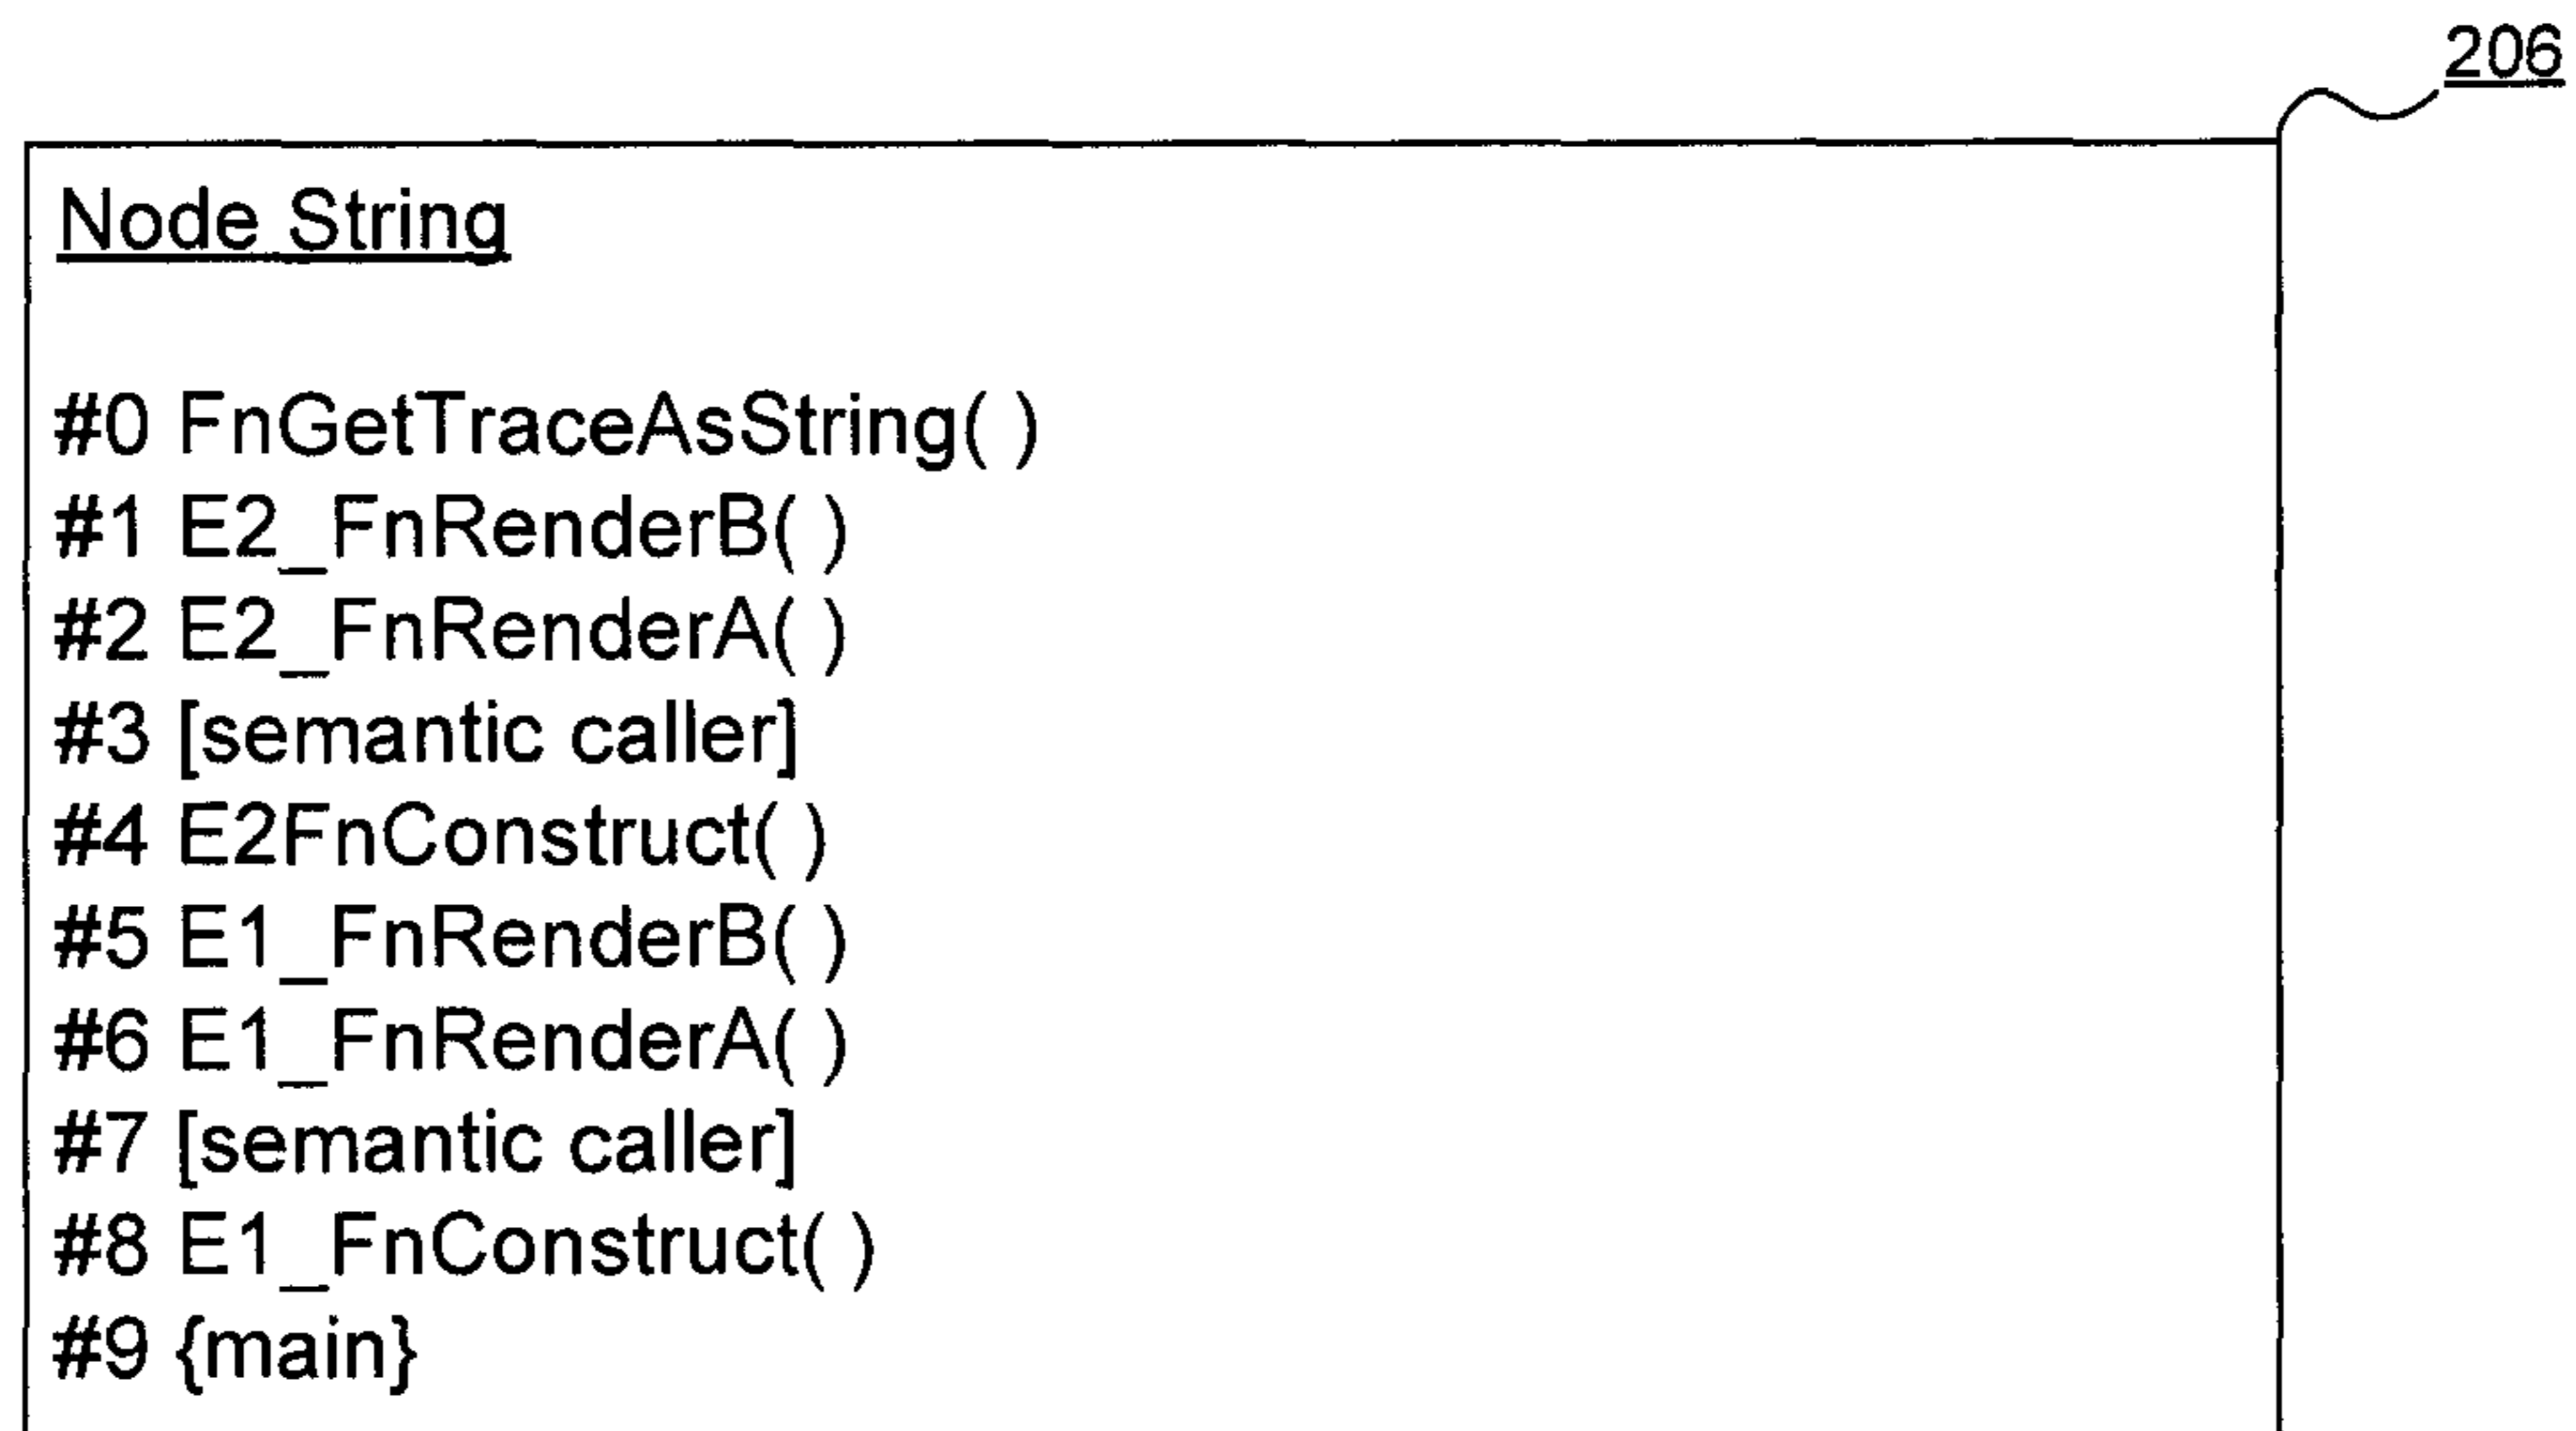 206
Node String
#0 FnGetTraceAsString( )
#1 E2_FnRenderB( )
#2 E2_FnRenderA( )
#3 [semantic caller]
#4 E2FnConstruct( )
#5 E1_FnRenderB( )
#6 E1_FnRenderA( )
#7 [semantic caller]
#8 E1_FnConstruct( )
#9 {main}